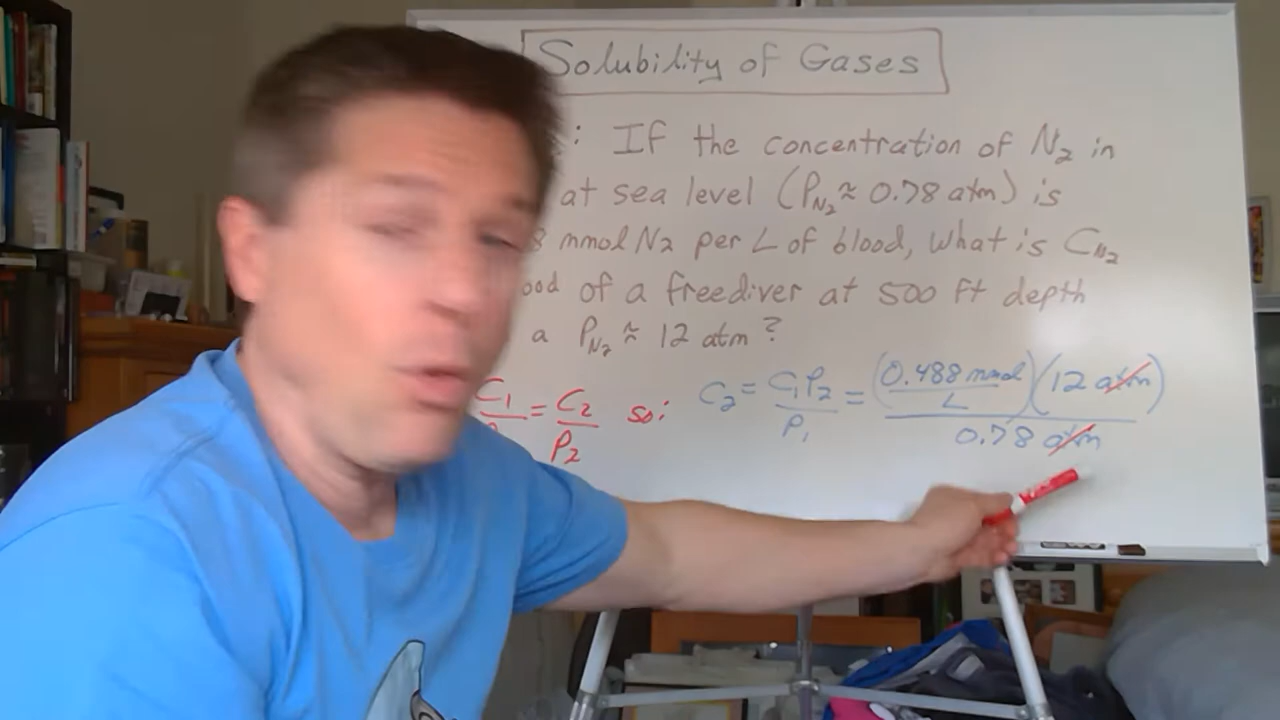 Solubility of Gases
: If the concentration of N₂ in
at sea level (P_N₂ ≈ 0.78 atm) is
8 mmol N₂ per L of blood, what is C_N₂
ood of a freediver at 500 ft depth
a P_N₂ ≈ 12 atm?
C₁/P = C₂/P₂ so: C₂ = C₁P₂/P₁ = (0.488 mmol/L)(12 atm)/0.78 atm